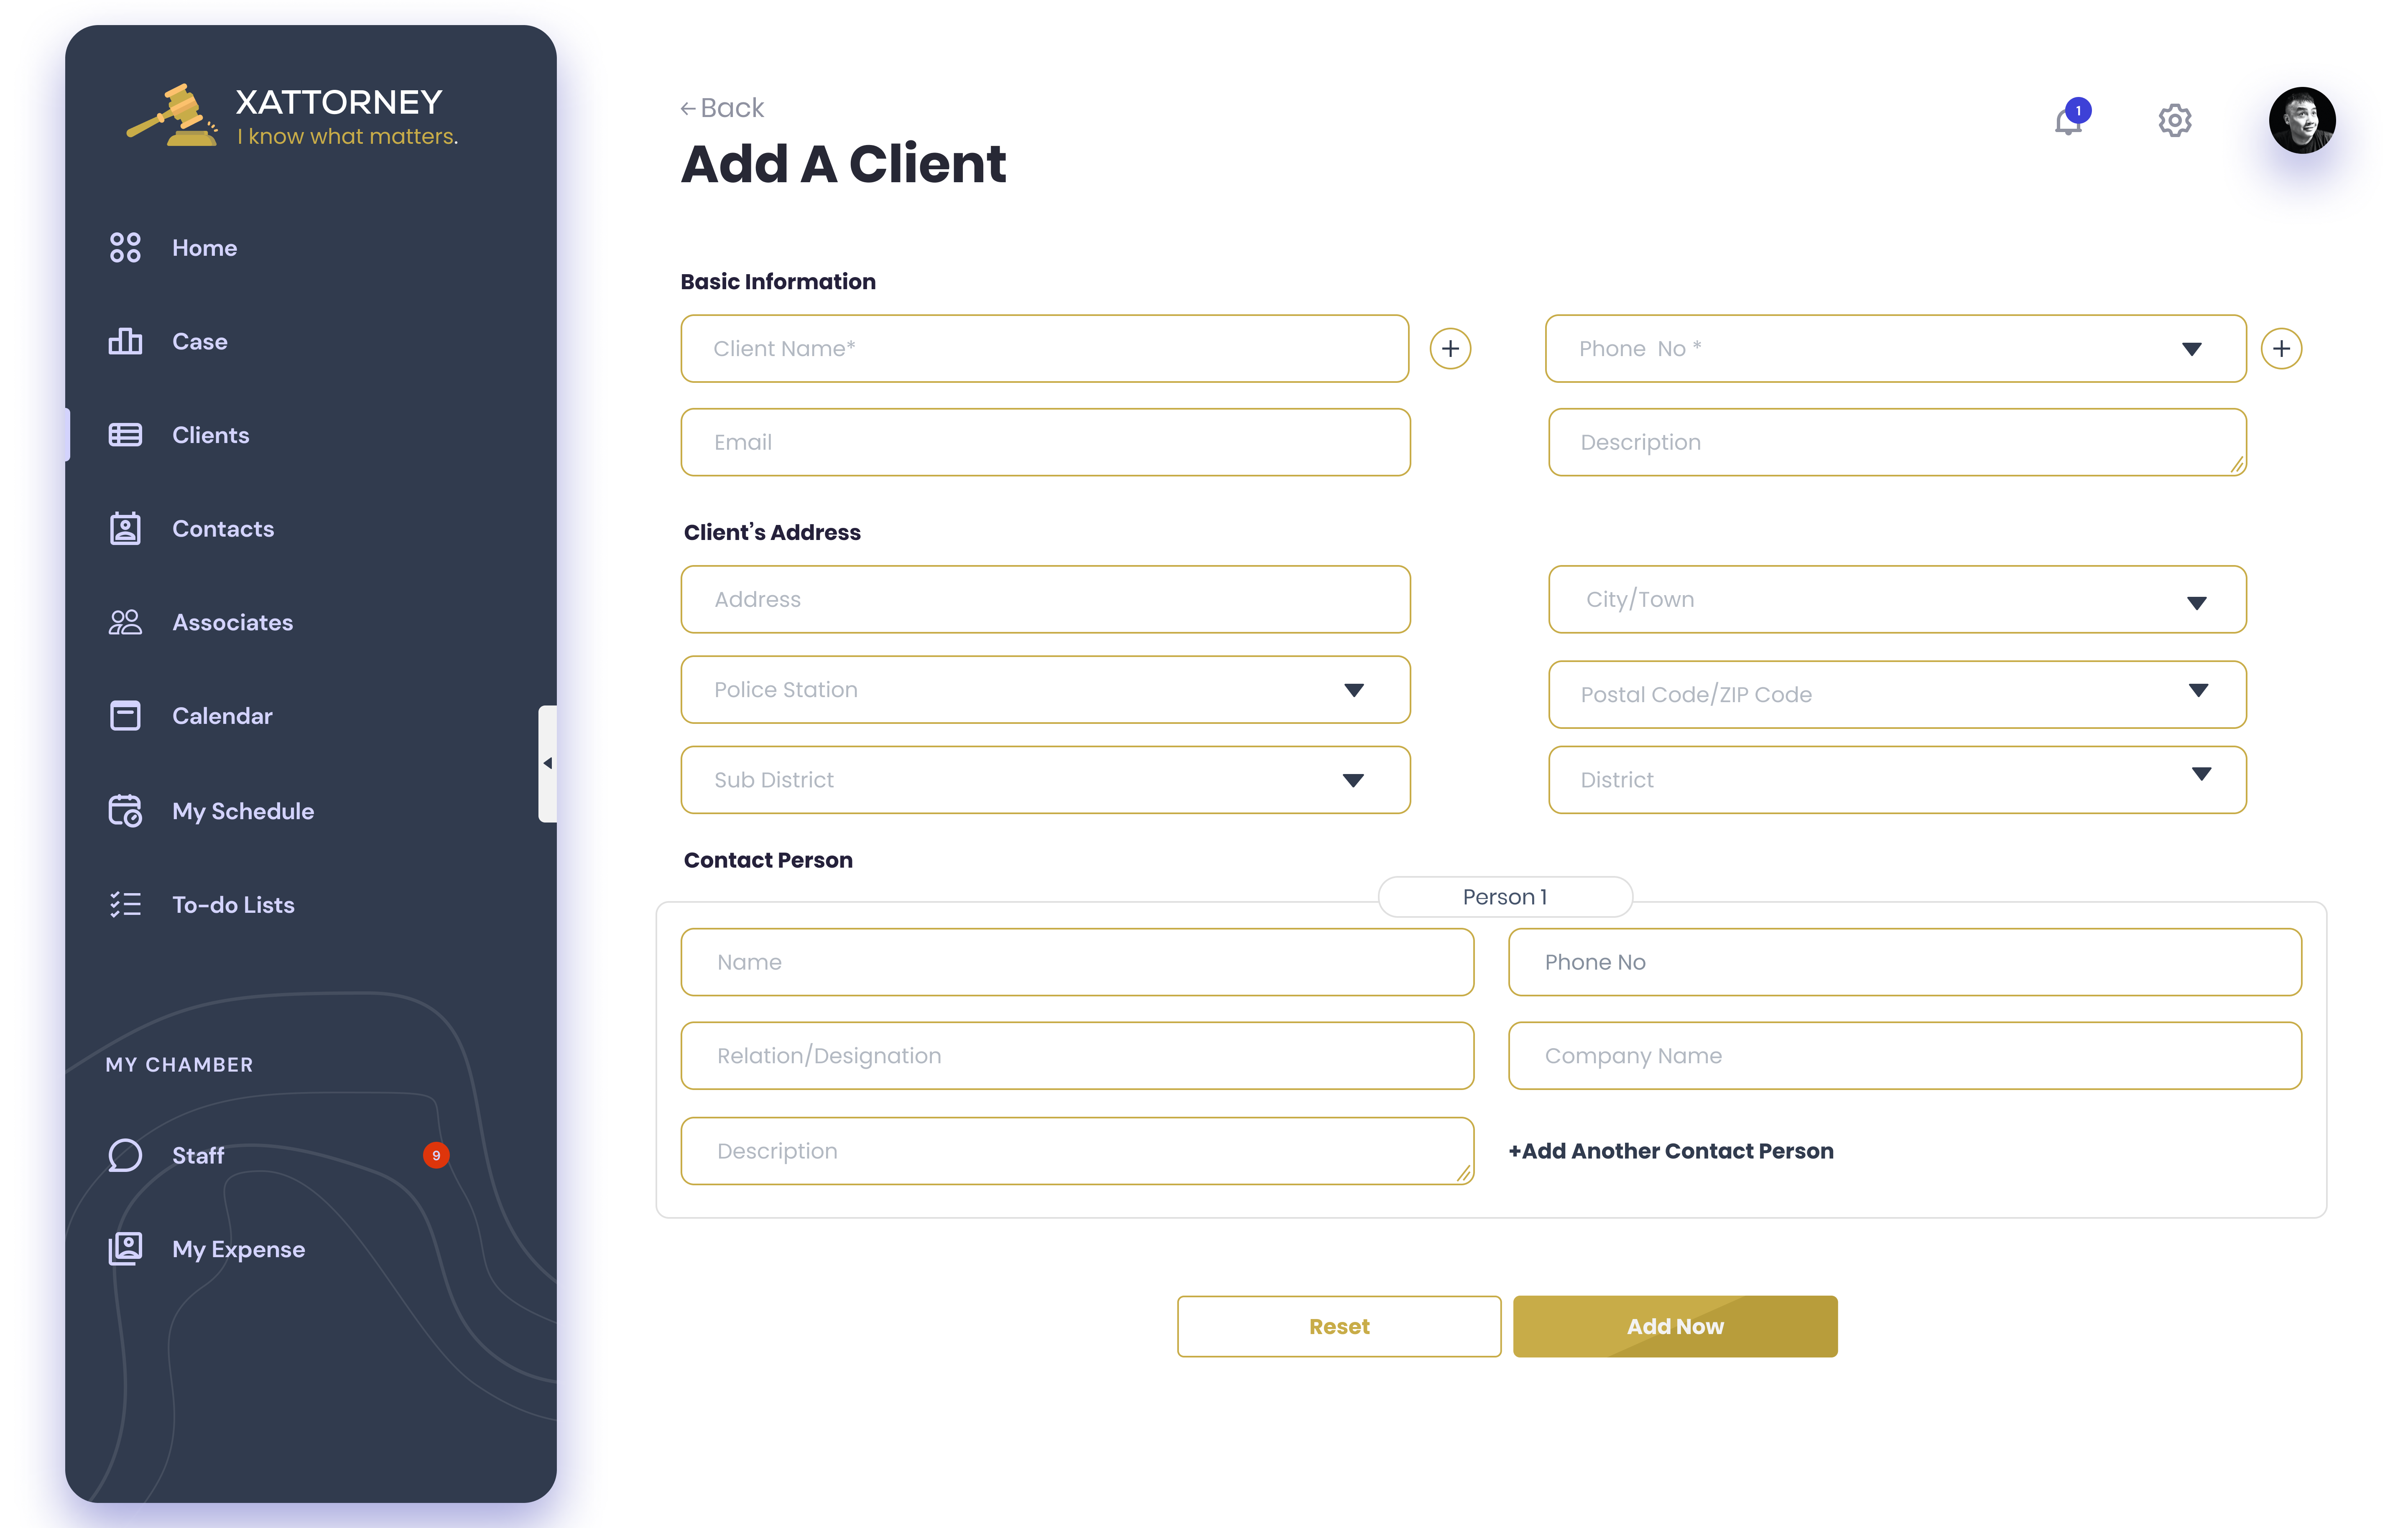 XATTORNEY
I know what matters.
Home
Case
Clients
Contacts
Associates
Calendar
My Schedule
To-do Lists
MY CHAMBER
Staff 9
My Expense
←Back
1
Add A Client
Basic Information
Client Name*
Phone No *
Email
Description
Client's Address
Address
City/Town
Police Station
Postal Code/ZIP Code
Sub District
District
Contact Person
Person 1
Name
Phone No
Relation/Designation
Company Name
Description
+Add Another Contact Person
Reset
Add Now